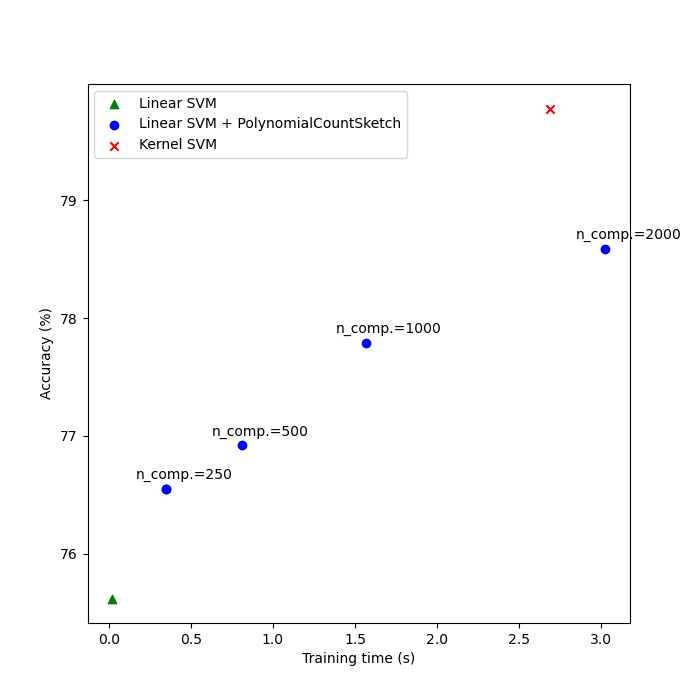 Linear SVM
Linear SVM + PolynomialCountSketch
Kernel SVM
79
78
77
76
Accuracy (%)
n_comp.=2000
n_comp.=1000
n_comp.=500
n_comp.=250
0.0 0.5 1.0 1.5 2.0 2.5 3.0
Training time (s)